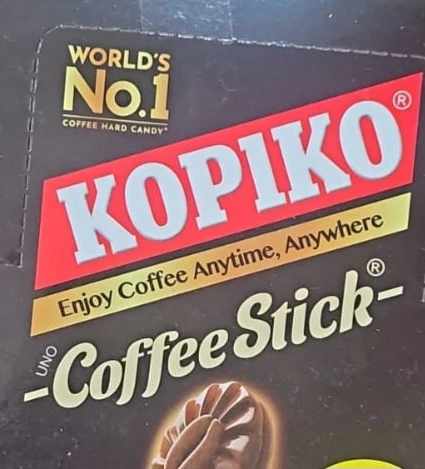 WORLD'S
No.1
COFFEE HARD CANDY*
KOPIKO®
Enjoy Coffee Anytime, Anywhere
UNO
-Coffee Stick®-